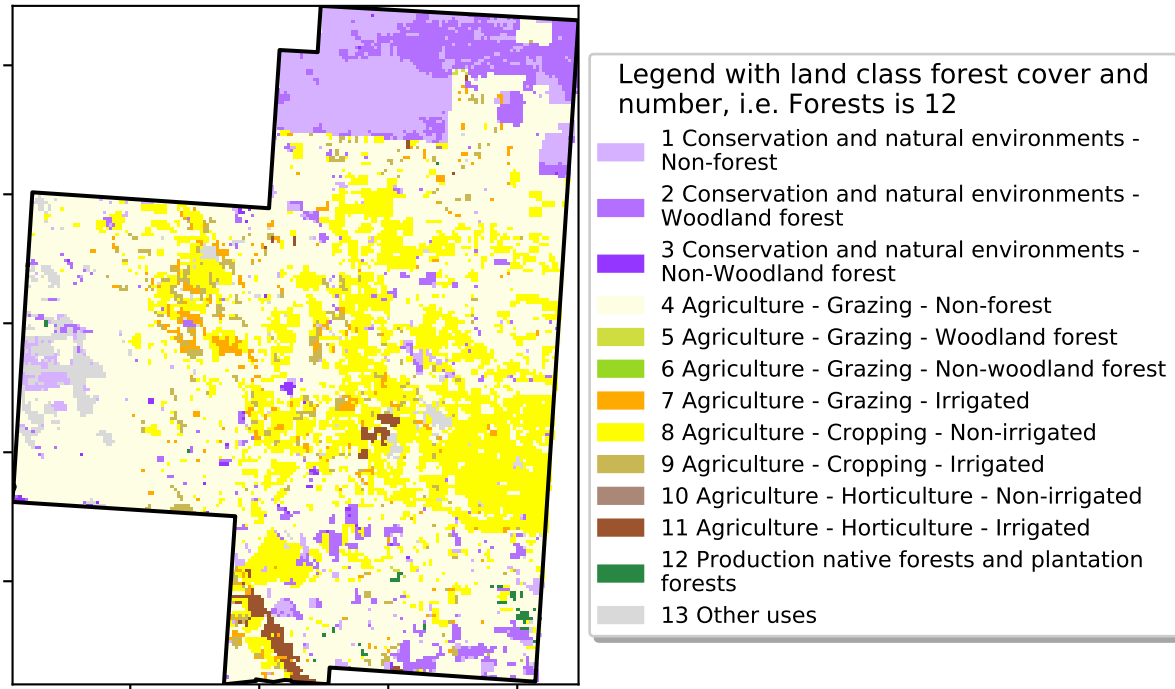 Legend with land class forest cover and
number, i.e. Forests is 12
1 Conservation and natural environments -
Non-forest
2 Conservation and natural environments -
Woodland forest
3 Conservation and natural environments -
Non-Woodland forest
4 Agriculture - Grazing - Non-forest
5 Agriculture - Grazing - Woodland forest
6 Agriculture - Grazing - Non-woodland forest
7 Agriculture - Grazing - Irrigated
8 Agriculture - Cropping - Non-irrigated
9 Agriculture - Cropping - Irrigated
10 Agriculture - Horticulture - Non-irrigated
11 Agriculture - Horticulture - Irrigated
12 Production native forests and plantation
forests
13 Other uses